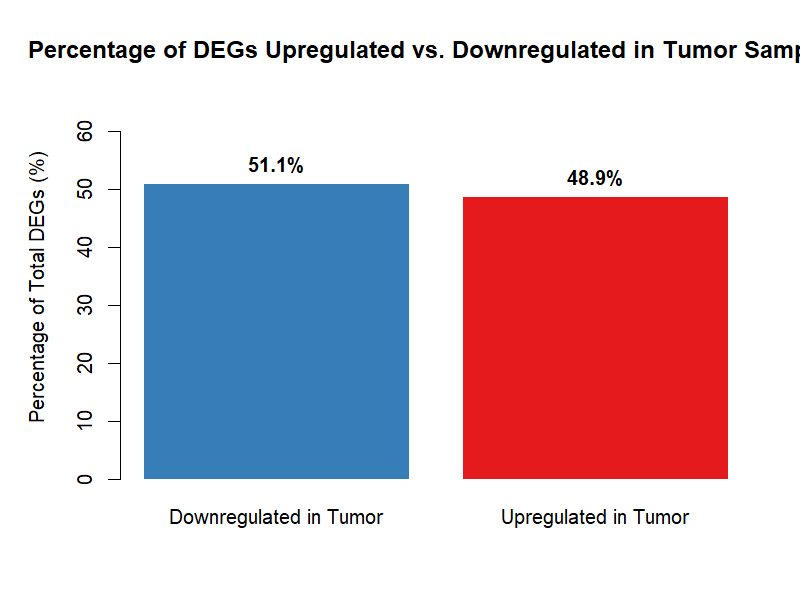 Percentage of DEGs Upregulated vs. Downregulated in Tumor Samp
Percentage of Total DEGs (%)
60
50
40
30
20
10
0
51.1%
48.9%
Downregulated in Tumor
Upregulated in Tumor